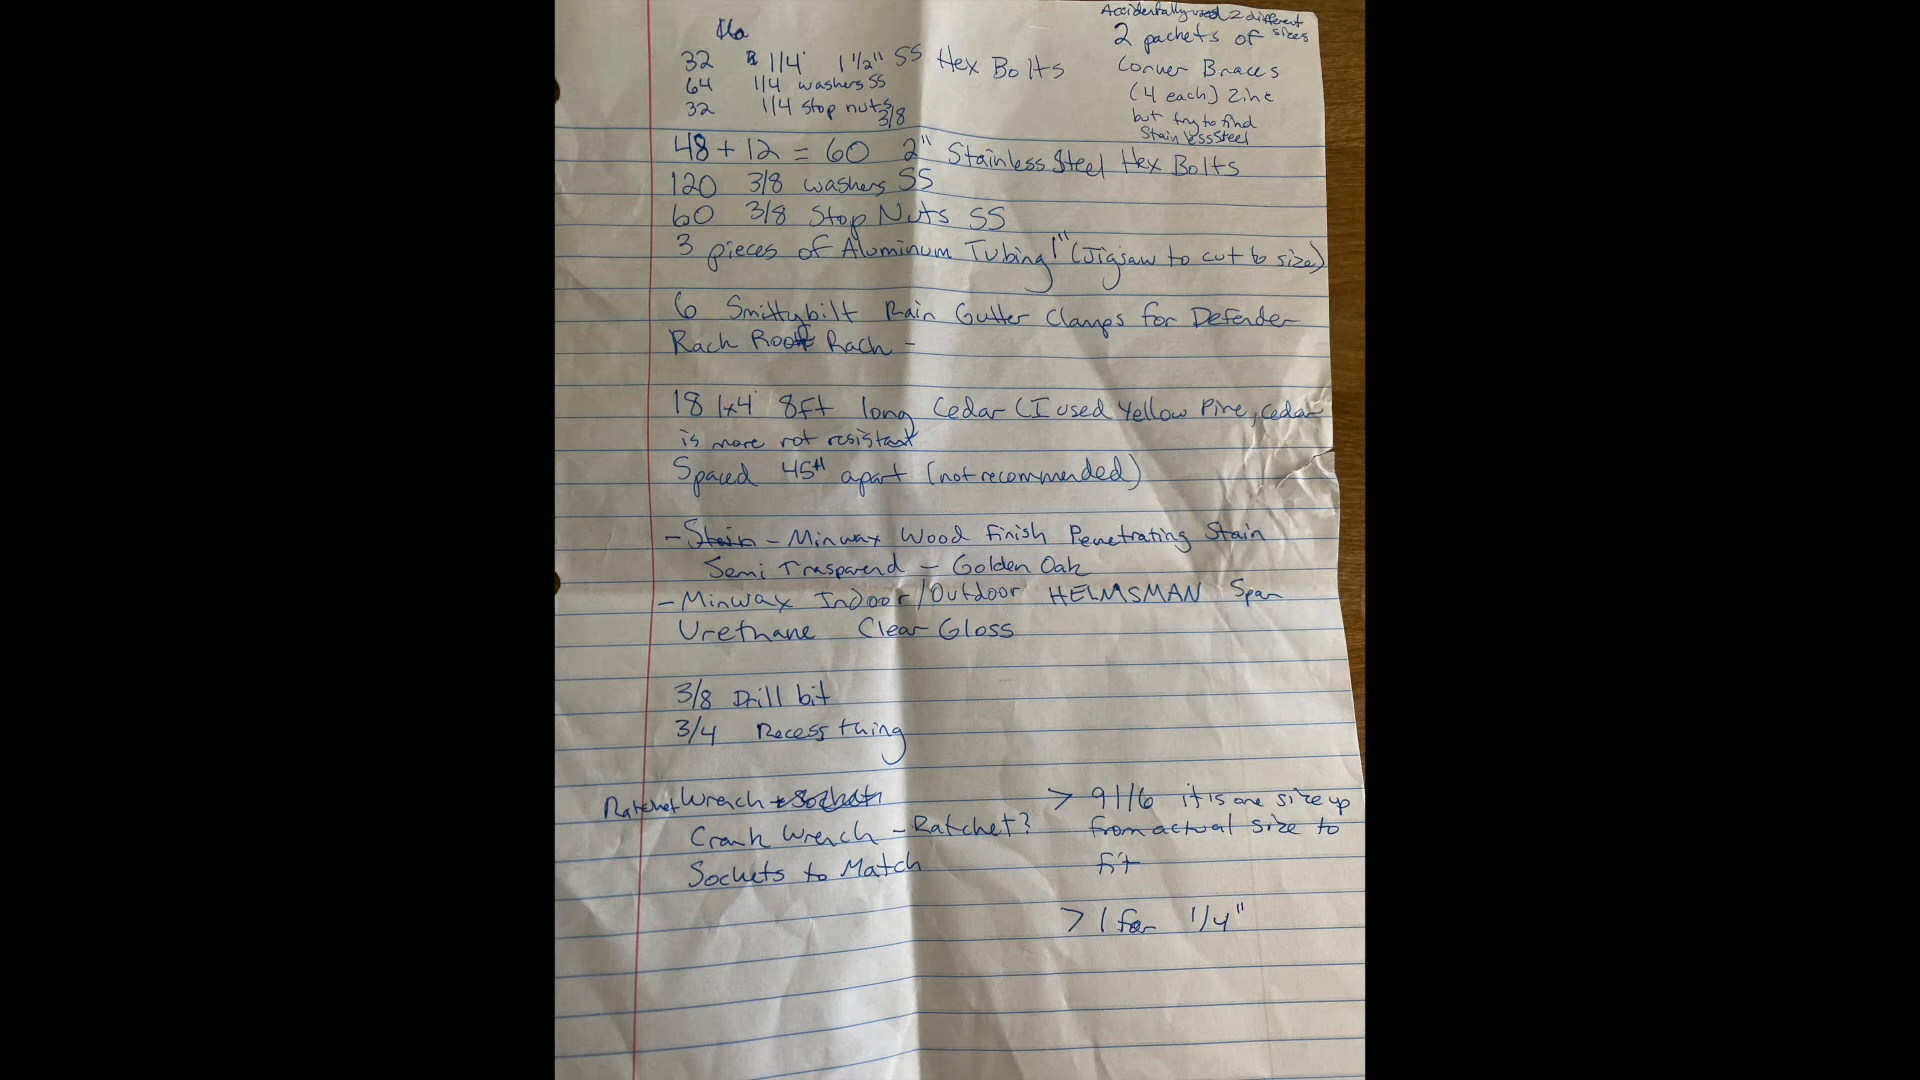 Accidentally used 2 different sizes
2 packets of
Corner Braces
(4 each) Zinc
but try to find
Stainless Steel
32 1/4" 1 1/2" SS Hex Bolts
64 1/4 washers SS
32 1/4 stop nuts
3/8
48 + 12 = 60 2" Stainless Steel Hex Bolts
120 3/8 washers SS
60 3/8 Stop Nuts SS
3 pieces of Aluminum Tubing 1" (Jigsaw to cut to size)
6 Smittybilt Rain Gutter Clamps for Defender
Rack Roof Rack -
18 1x4" 8ft long Cedar (I used Yellow Pine, cedar
is more rot resistant
Spaced 45" apart (not recommended)
- Stain - Minwax Wood Finish Penetrating Stain
Semi Trasparend - Golden Oak
- Minwax Indoor/Outdoor HELMSMAN Spar
Urethane Clear Gloss
3/8 Drill bit
3/4 Recess thing
Ratchet Wrench + Sockets
Crank Wrench - Ratchet?
Sockets to Match
> 9/16 it is one size up
from actual size to
fit
> 1 for 1/4"